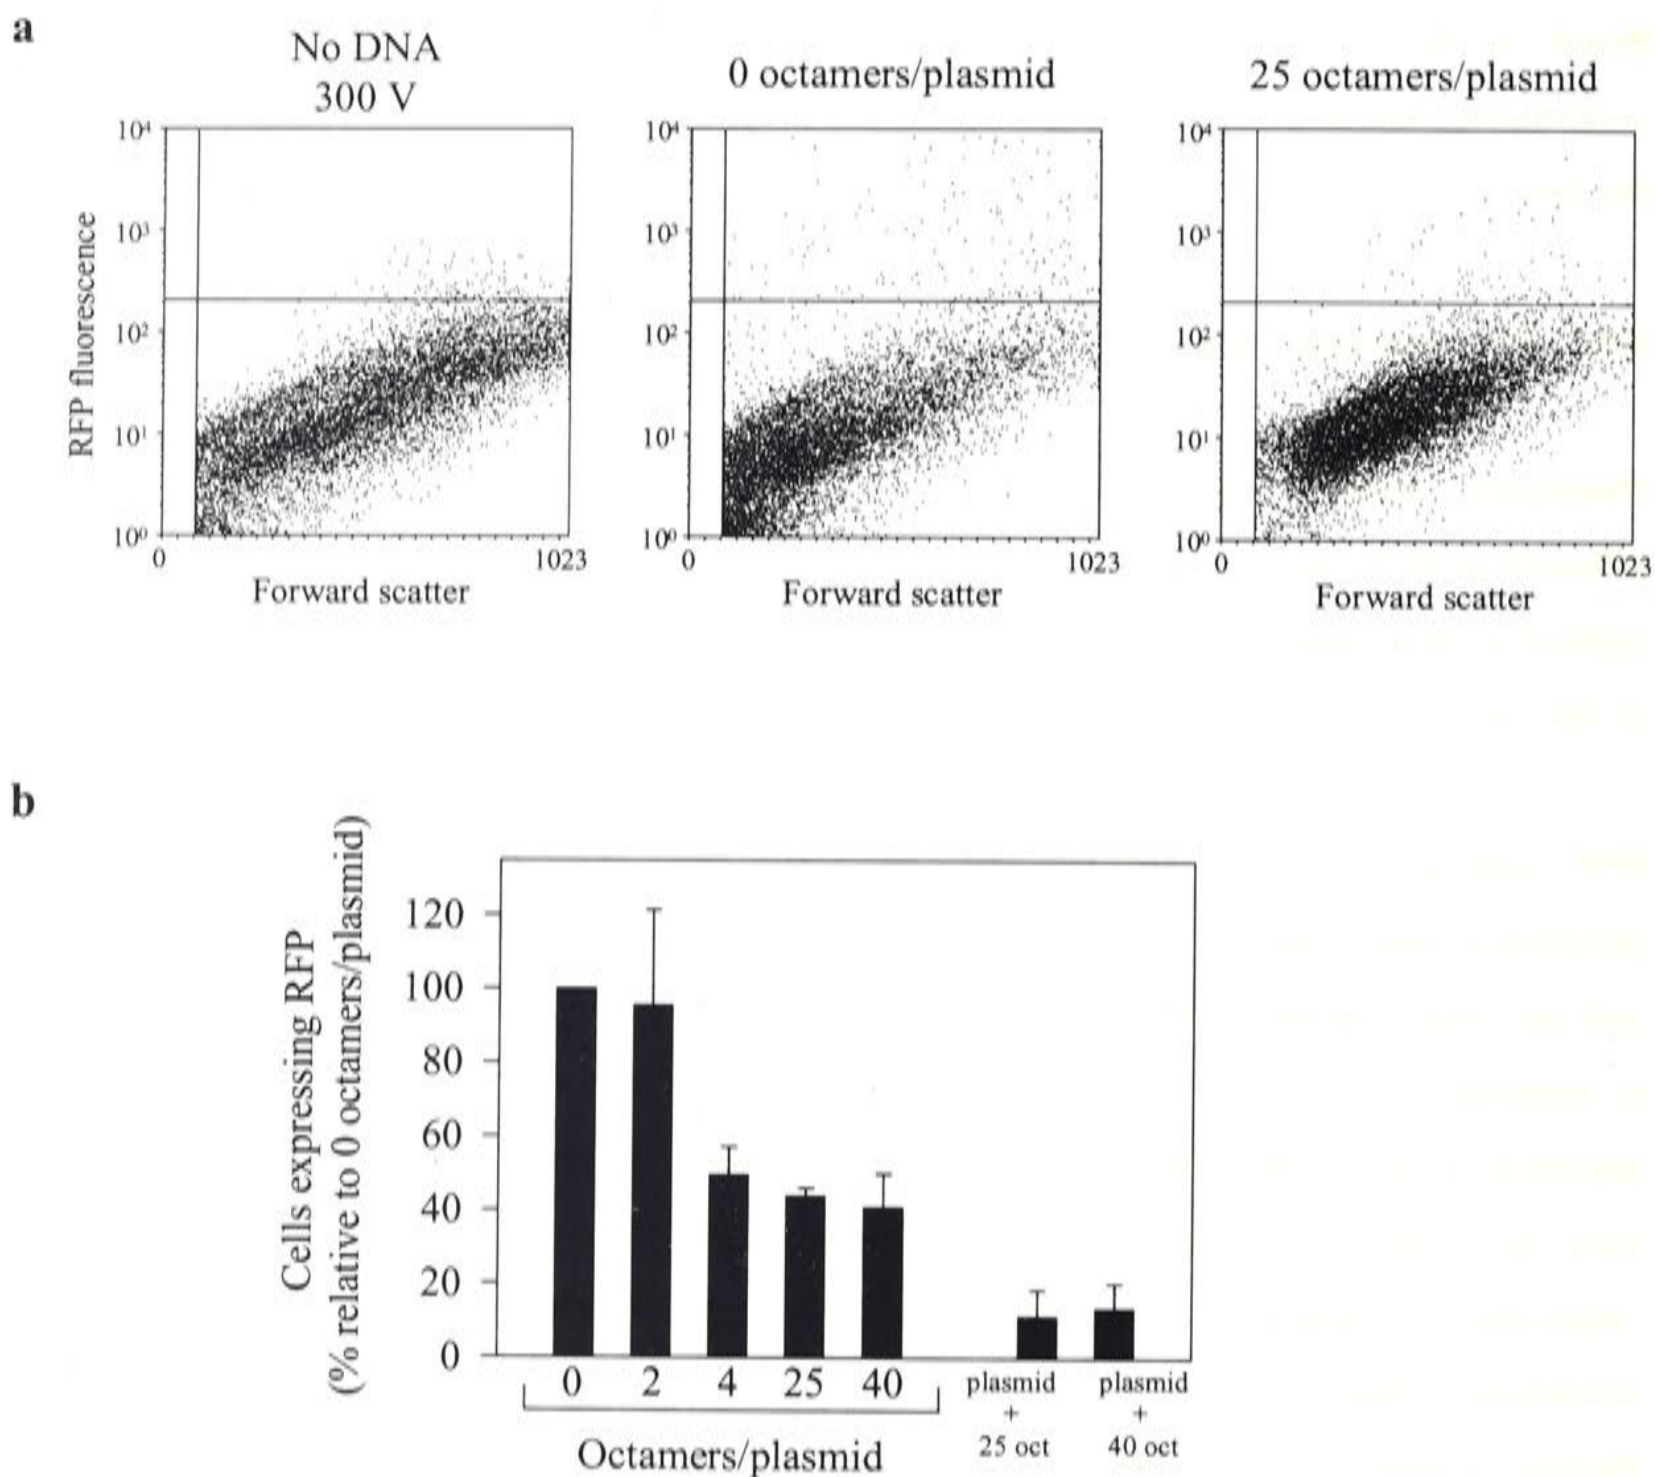 a
No DNA
300 V
0 octamers/plasmid
25 octamers/plasmid
RFP fluorescence
10⁴
10³
10²
10¹
10⁰
0
1023
Forward scatter
10⁴
10³
10²
10¹
10⁰
0
1023
Forward scatter
10⁴
10³
10²
10¹
10⁰
0
1023
Forward scatter
b
Cells expressing RFP
(% relative to 0 octamers/plasmid)
120
100
80
60
40
20
0
0 2 4 25 40
Octamers/plasmid
plasmid
+
25 oct
plasmid
+
40 oct